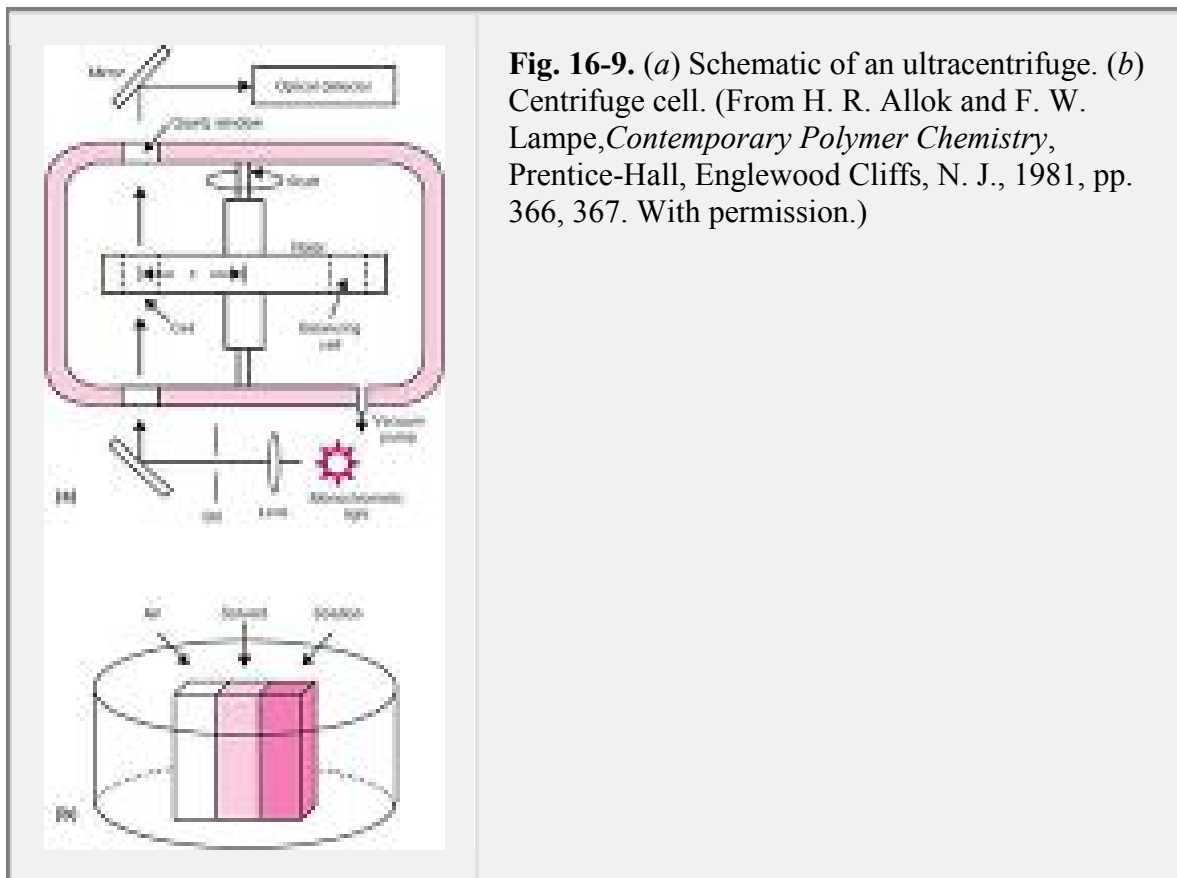 Mirror
Optical Detector
Quartz window
Shaft
Rotor
r
Cell
Balancing
cell
Vacuum
pump
Slit
Lens
Monochromatic
light
(a)
Air
Solvent
Solution
(b)
Fig. 16-9. (a) Schematic of an ultracentrifuge. (b)
Centrifuge cell. (From H. R. Allok and F. W.
Lampe,Contemporary Polymer Chemistry,
Prentice-Hall, Englewood Cliffs, N. J., 1981, pp.
366, 367. With permission.)